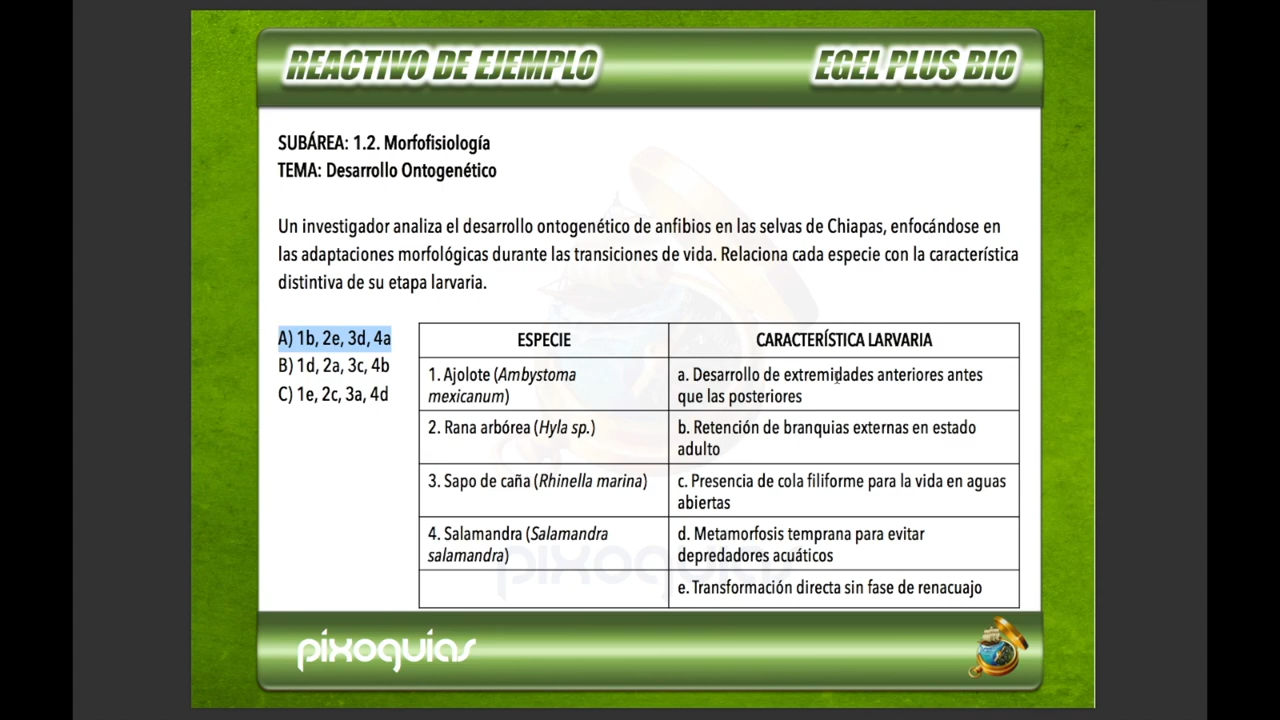 REACTIVO DE EJEMPLO
EGEL PLUS BIO
SUBÁREA: 1.2. Morfofisiología
TEMA: Desarrollo Ontogenético
Un investigador analiza el desarrollo ontogenético de anfibios en las selvas de Chiapas, enfocándose en
las adaptaciones morfológicas durante las transiciones de vida. Relaciona cada especie con la característica
distintiva de su etapa larvaria.
A) 1b, 2e, 3d, 4a
B) 1d, 2a, 3c, 4b
C) 1e, 2c, 3a, 4d
ESPECIE
CARACTERÍSTICA LARVARIA
1. Ajolote (Ambystoma
mexicanum)
a. Desarrollo de extremidades anteriores antes
que las posteriores
2. Rana arbórea (Hyla sp.)
b. Retención de branquias externas en estado
adulto
3. Sapo de caña (Rhinella marina)
c. Presencia de cola filiforme para la vida en aguas
abiertas
4. Salamandra (Salamandra
salamandra)
d. Metamorfosis temprana para evitar
depredadores acuáticos
e. Transformación directa sin fase de renacuajo
pixoguias
pixoguias